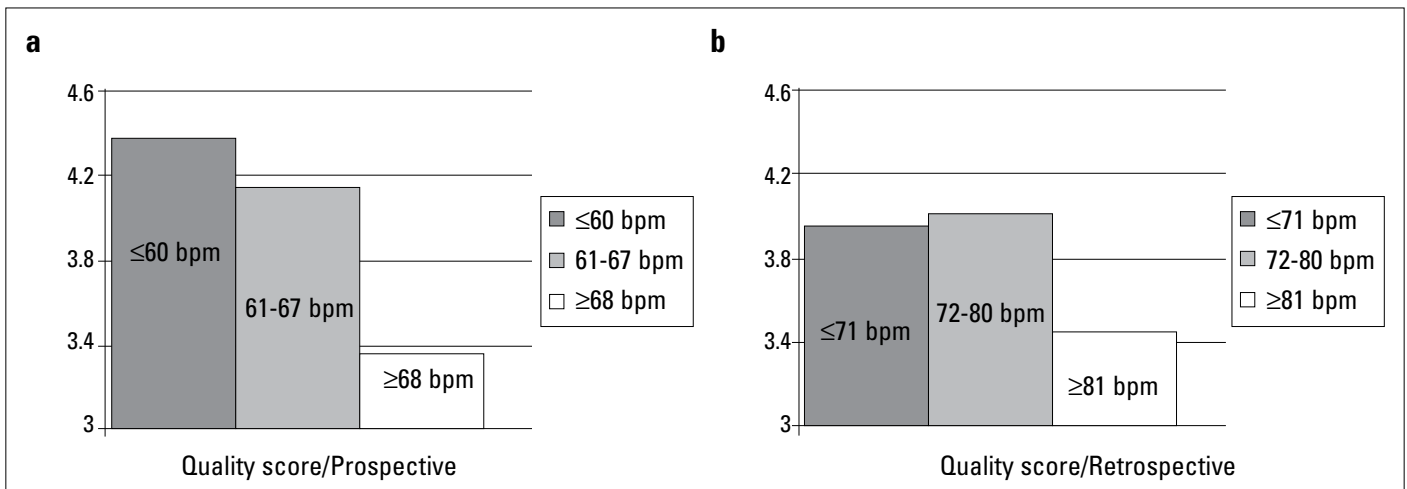 a
4.6
4.2
3.8
3.4
3
≤60 bpm
61-67 bpm
≥68 bpm
≤60 bpm
61-67 bpm
≥68 bpm
Quality score/Prospective
b
4.6
4.2
3.8
3.4
3
≤71 bpm
72-80 bpm
≥81 bpm
≤71 bpm
72-80 bpm
≥81 bpm
Quality score/Retrospective